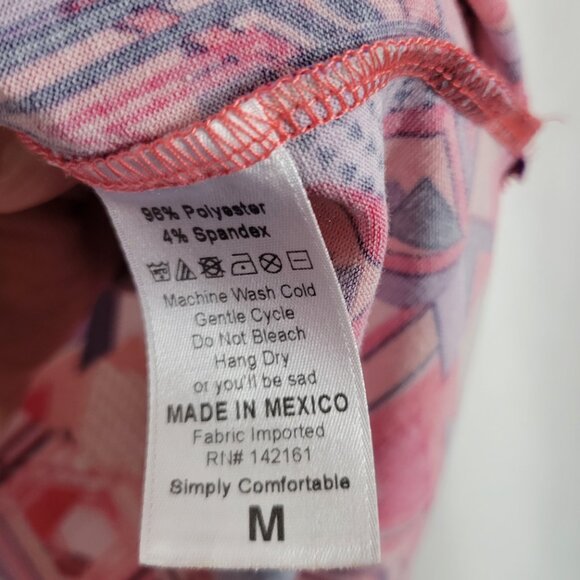 96% Polyester
4% Spandex
Machine Wash Cold
Gentle Cycle
Do Not Bleach
Hang Dry
or you'll be sad
MADE IN MEXICO
Fabric Imported
RN# 142161
Simply Comfortable
M